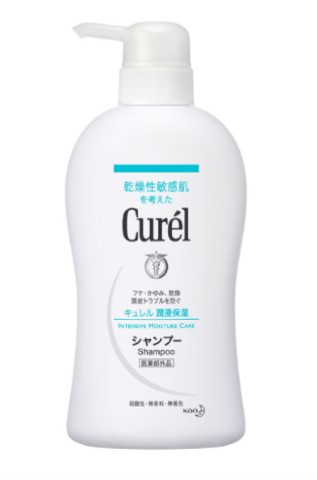 乾燥性敏感肌
を考えた
Curél
フケ・かゆみ、乾燥
頭皮トラブルを防ぐ
キュレル 潤浸保湿
INTENSIVE MOISTURE CARE
シャンプー
Shampoo
医薬部外品
弱酸性・無香料・無着色
kao